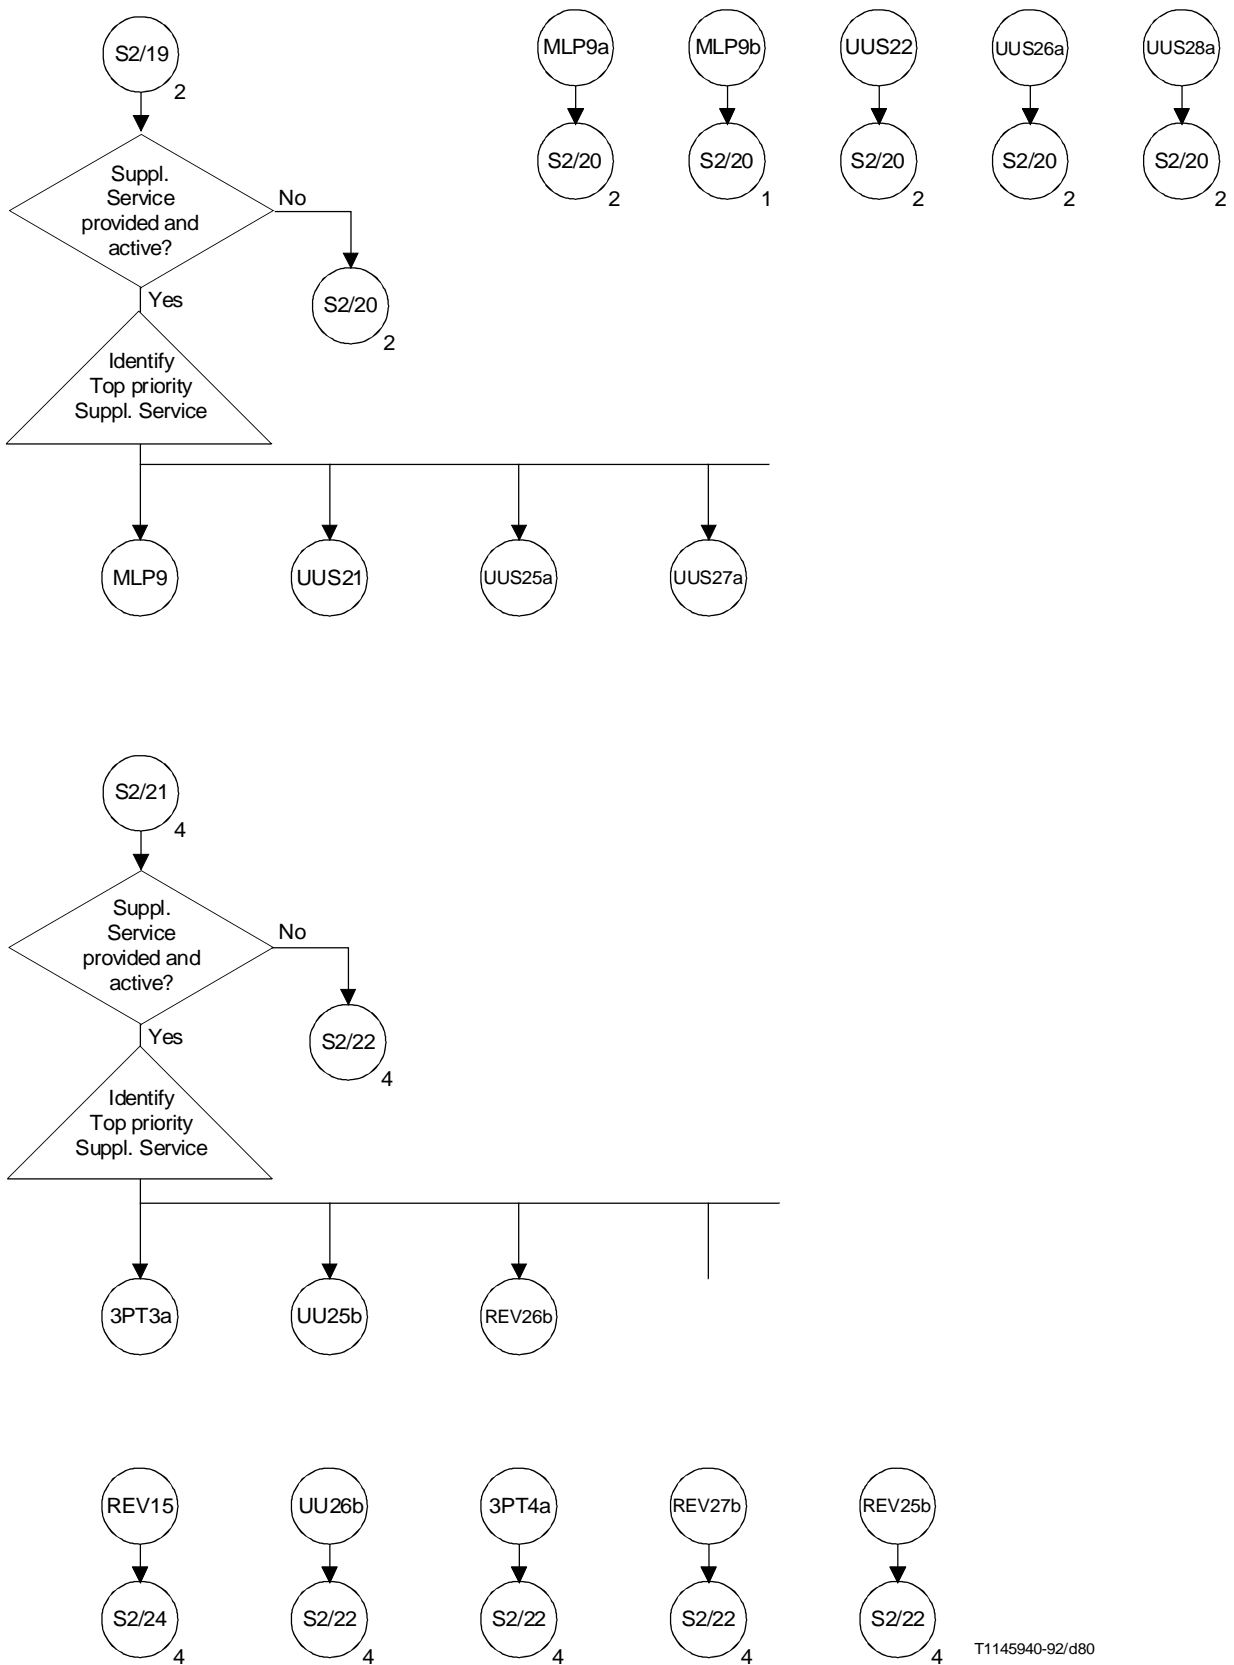 S2/19
2
MLP9a
MLP9b
UUS22
UUS26a
UUS28a
S2/20
2
S2/20
1
S2/20
2
S2/20
2
S2/20
2
Suppl.
Service
provided and
active?
No
S2/20
2
Yes
Identify
Top priority
Suppl. Service
MLP9
UUS21
UUS25a
UUS27a
S2/21
4
Suppl.
Service
provided and
active?
No
S2/22
4
Yes
Identify
Top priority
Suppl. Service
3PT3a
UU25b
REV26b
REV15
UU26b
3PT4a
REV27b
REV25b
S2/24
4
S2/22
4
S2/22
4
S2/22
4
S2/22
4
T1145940-92/d80